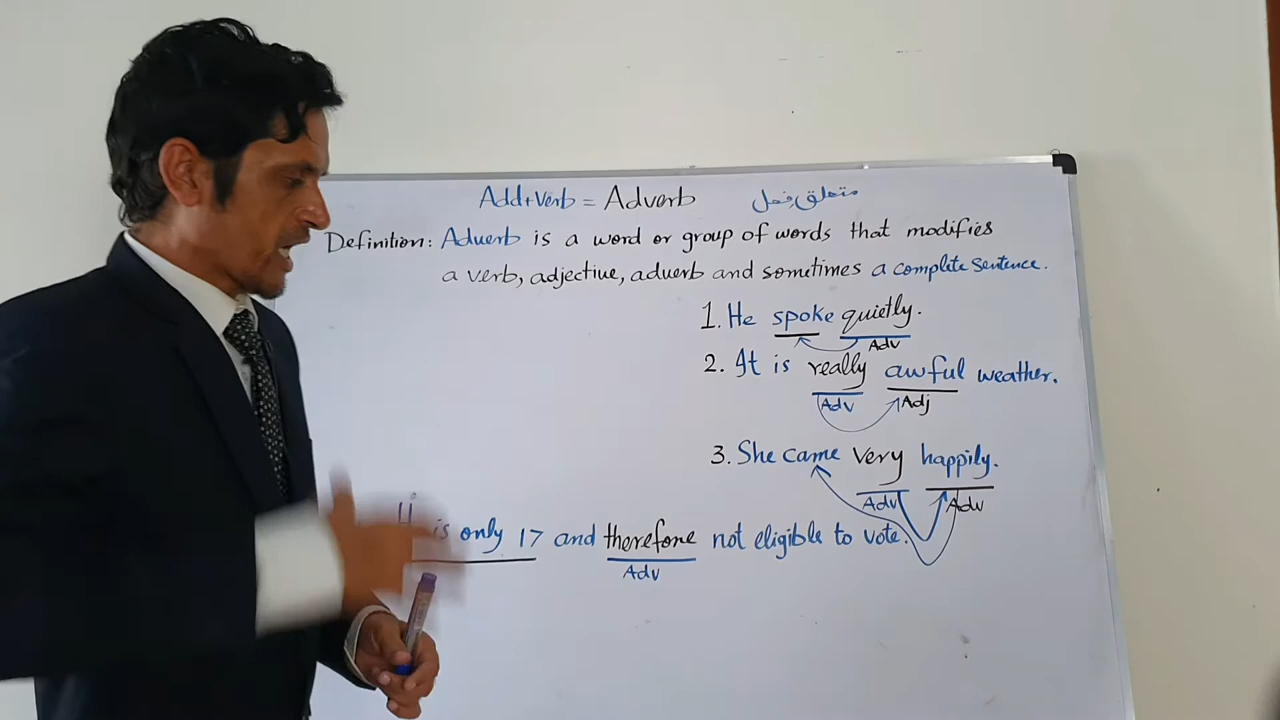 Add+Verb = Adverb متعلق فعل
Definition: Adverb is a word or group of words that modifies
a verb, adjective, adverb and sometimes a complete sentence.
1. He spoke quietly.
Adv
2. It is really awful weather.
Adv Adj
3. She came very happily.
Adv Adv
is only 17 and therefore not eligible to vote.
Adv